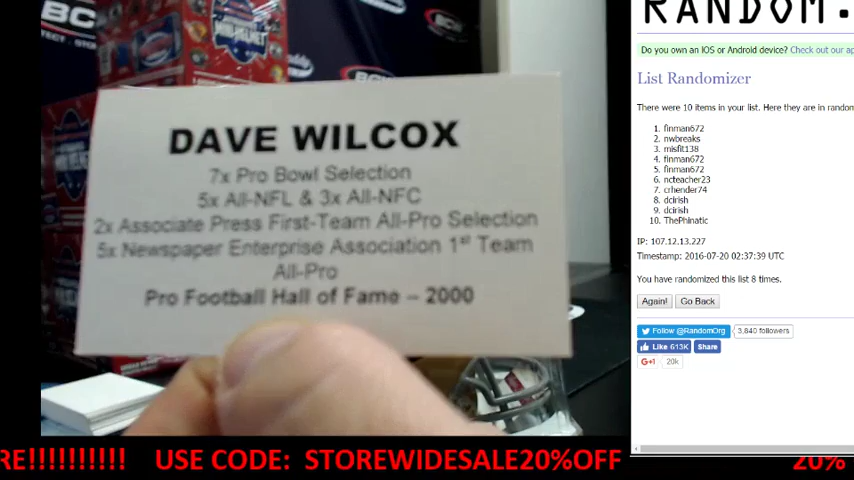 BCW
DAVE WILCOX
7x Pro Bowl Selection
5x All-NFL & 3x All-NFC
2x Associate Press First-Team All-Pro Selection
5x Newspaper Enterprise Association 1st Team
All-Pro
Pro Football Hall of Fame – 2000
RE!!!!!!!!!! USE CODE: STOREWIDESALE20%OFF 20%
RANDOM.
Do you own an iOS or Android device? Check out our ap
List Randomizer
There were 10 items in your list. Here they are in random
1. finman672
2. nwbreaks
3. misfit138
4. finman672
5. finman672
6. ncteacher23
7. crhender74
8. dcirish
9. dcirish
10. ThePhinatic
IP: 107.12.13.227
Timestamp: 2016-07-20 02:37:39 UTC
You have randomized this list 8 times.
Again! Go Back
Follow @RandomOrg 3,840 followers
Like 613K Share
G+1 20k